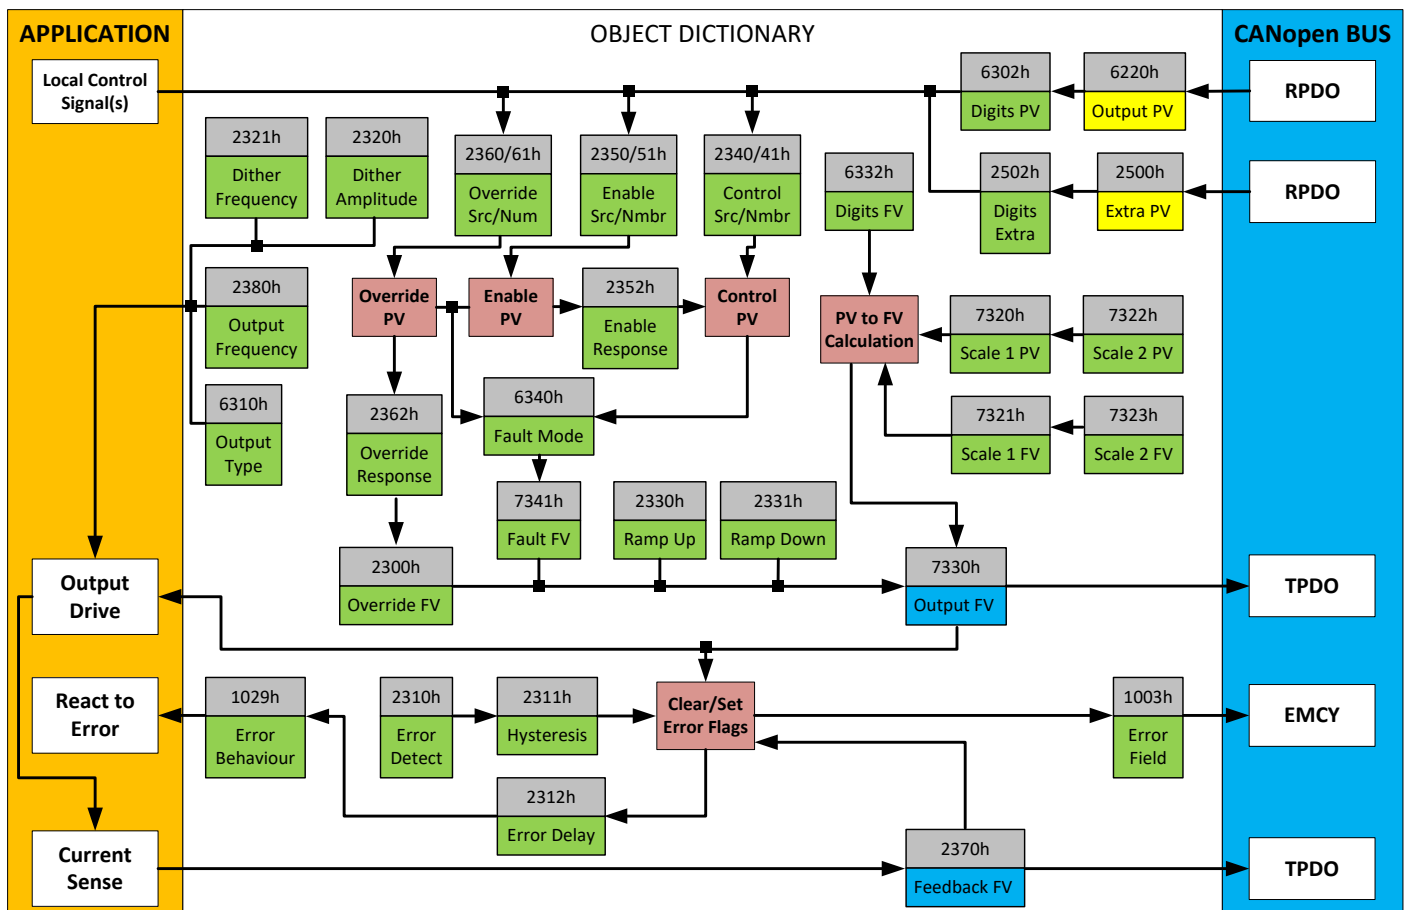 APPLICATION
OBJECT DICTIONARY
CANopen BUS
Local Control
Signal(s)
6302h
Digits PV
6220h
Output PV
RPDO
2321h
Dither
Frequency
2320h
Dither
Amplitude
2360/61h
Override
Src/Num
2350/51h
Enable
Src/Nmbr
2340/41h
Control
Src/Nmbr
6332h
Digits FV
2502h
Digits
Extra
2500h
Extra PV
RPDO
2380h
Output
Frequency
Override
PV
Enable
PV
2352h
Enable
Response
Control
PV
PV to FV
Calculation
7320h
Scale 1 PV
7322h
Scale 2 PV
6310h
Output
Type
2362h
Override
Response
6340h
Fault Mode
7321h
Scale 1 FV
7323h
Scale 2 FV
7341h
Fault FV
2330h
Ramp Up
2331h
Ramp Down
Output
Drive
2300h
Override FV
7330h
Output FV
TPDO
React to
Error
1029h
Error
Behaviour
2310h
Error
Detect
2311h
Hysteresis
Clear/Set
Error Flags
1003h
Error
Field
EMCY
2312h
Error Delay
Current
Sense
2370h
Feedback FV
TPDO